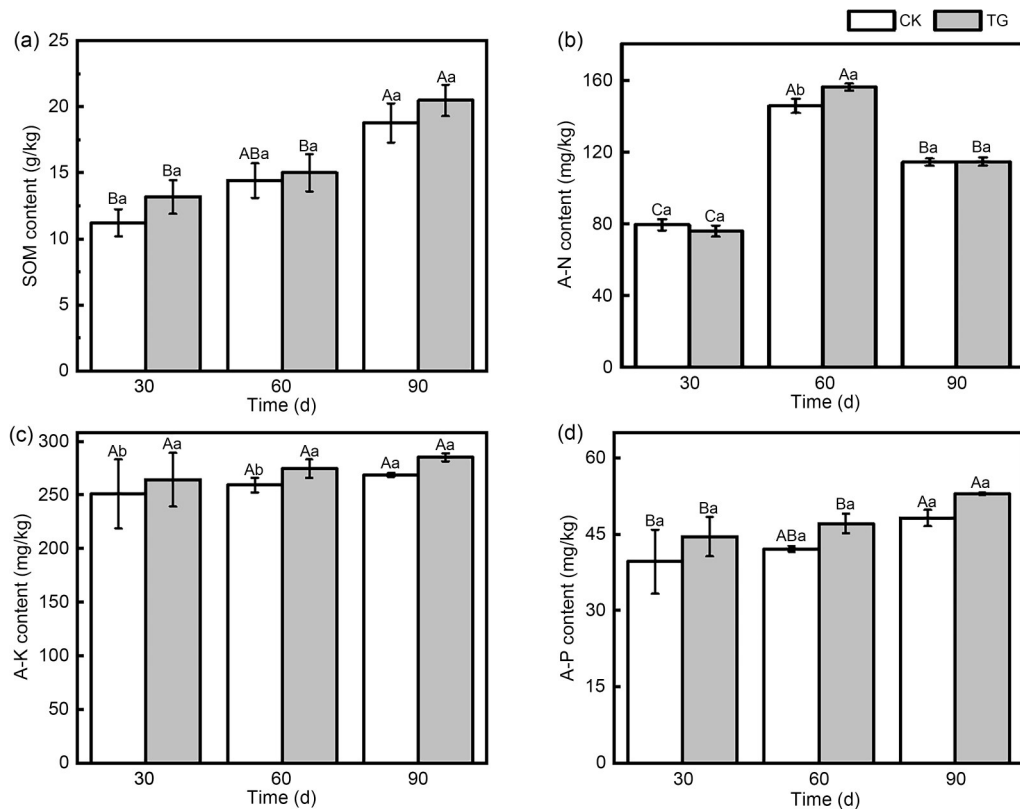 CK TG
(a)
SOM content (g/kg)
25
20
15
10
5
0
Ba Ba ABa Ba Aa Aa
30 60 90
Time (d)
(b)
A-N content (mg/kg)
160
120
80
40
0
Ca Ca Ab Aa Ba Ba
30 60 90
Time (d)
(c)
A-K content (mg/kg)
300
250
200
150
100
50
0
Ab Aa Ab Aa Aa Aa
30 60 90
Time (d)
(d)
A-P content (mg/kg)
60
45
30
15
0
Ba Ba ABa Ba Aa Aa
30 60 90
Time (d)